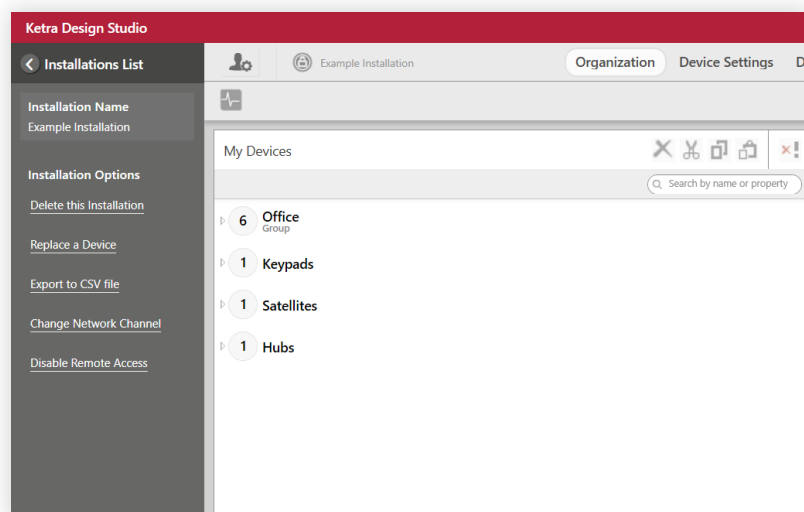 Ketra Design Studio
Installations List
Example Installation
Organization
Device Settings
D
Installation Name
Example Installation
My Devices
Search by name or property
Installation Options
Delete this Installation
Replace a Device
Export to CSV file
Change Network Channel
Disable Remote Access
6 Office
Group
1 Keypads
1 Satellites
1 Hubs